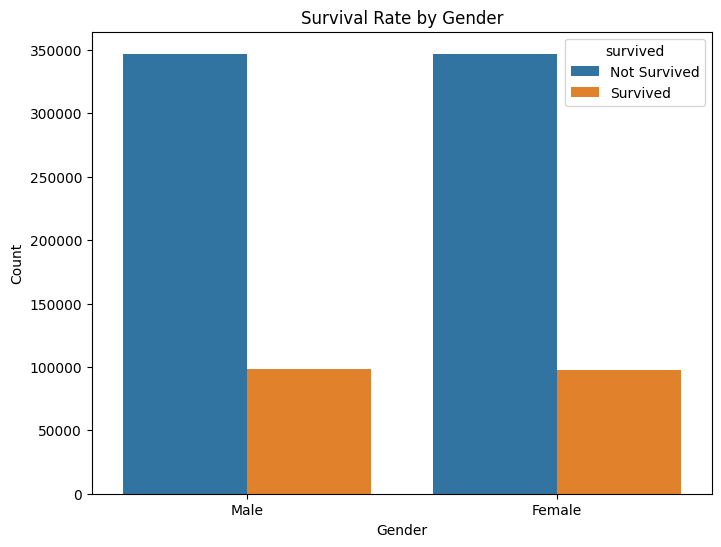 Survival Rate by Gender
survived
Not Survived
Survived
350000
300000
250000
200000
150000
100000
50000
0
Count
Male
Female
Gender